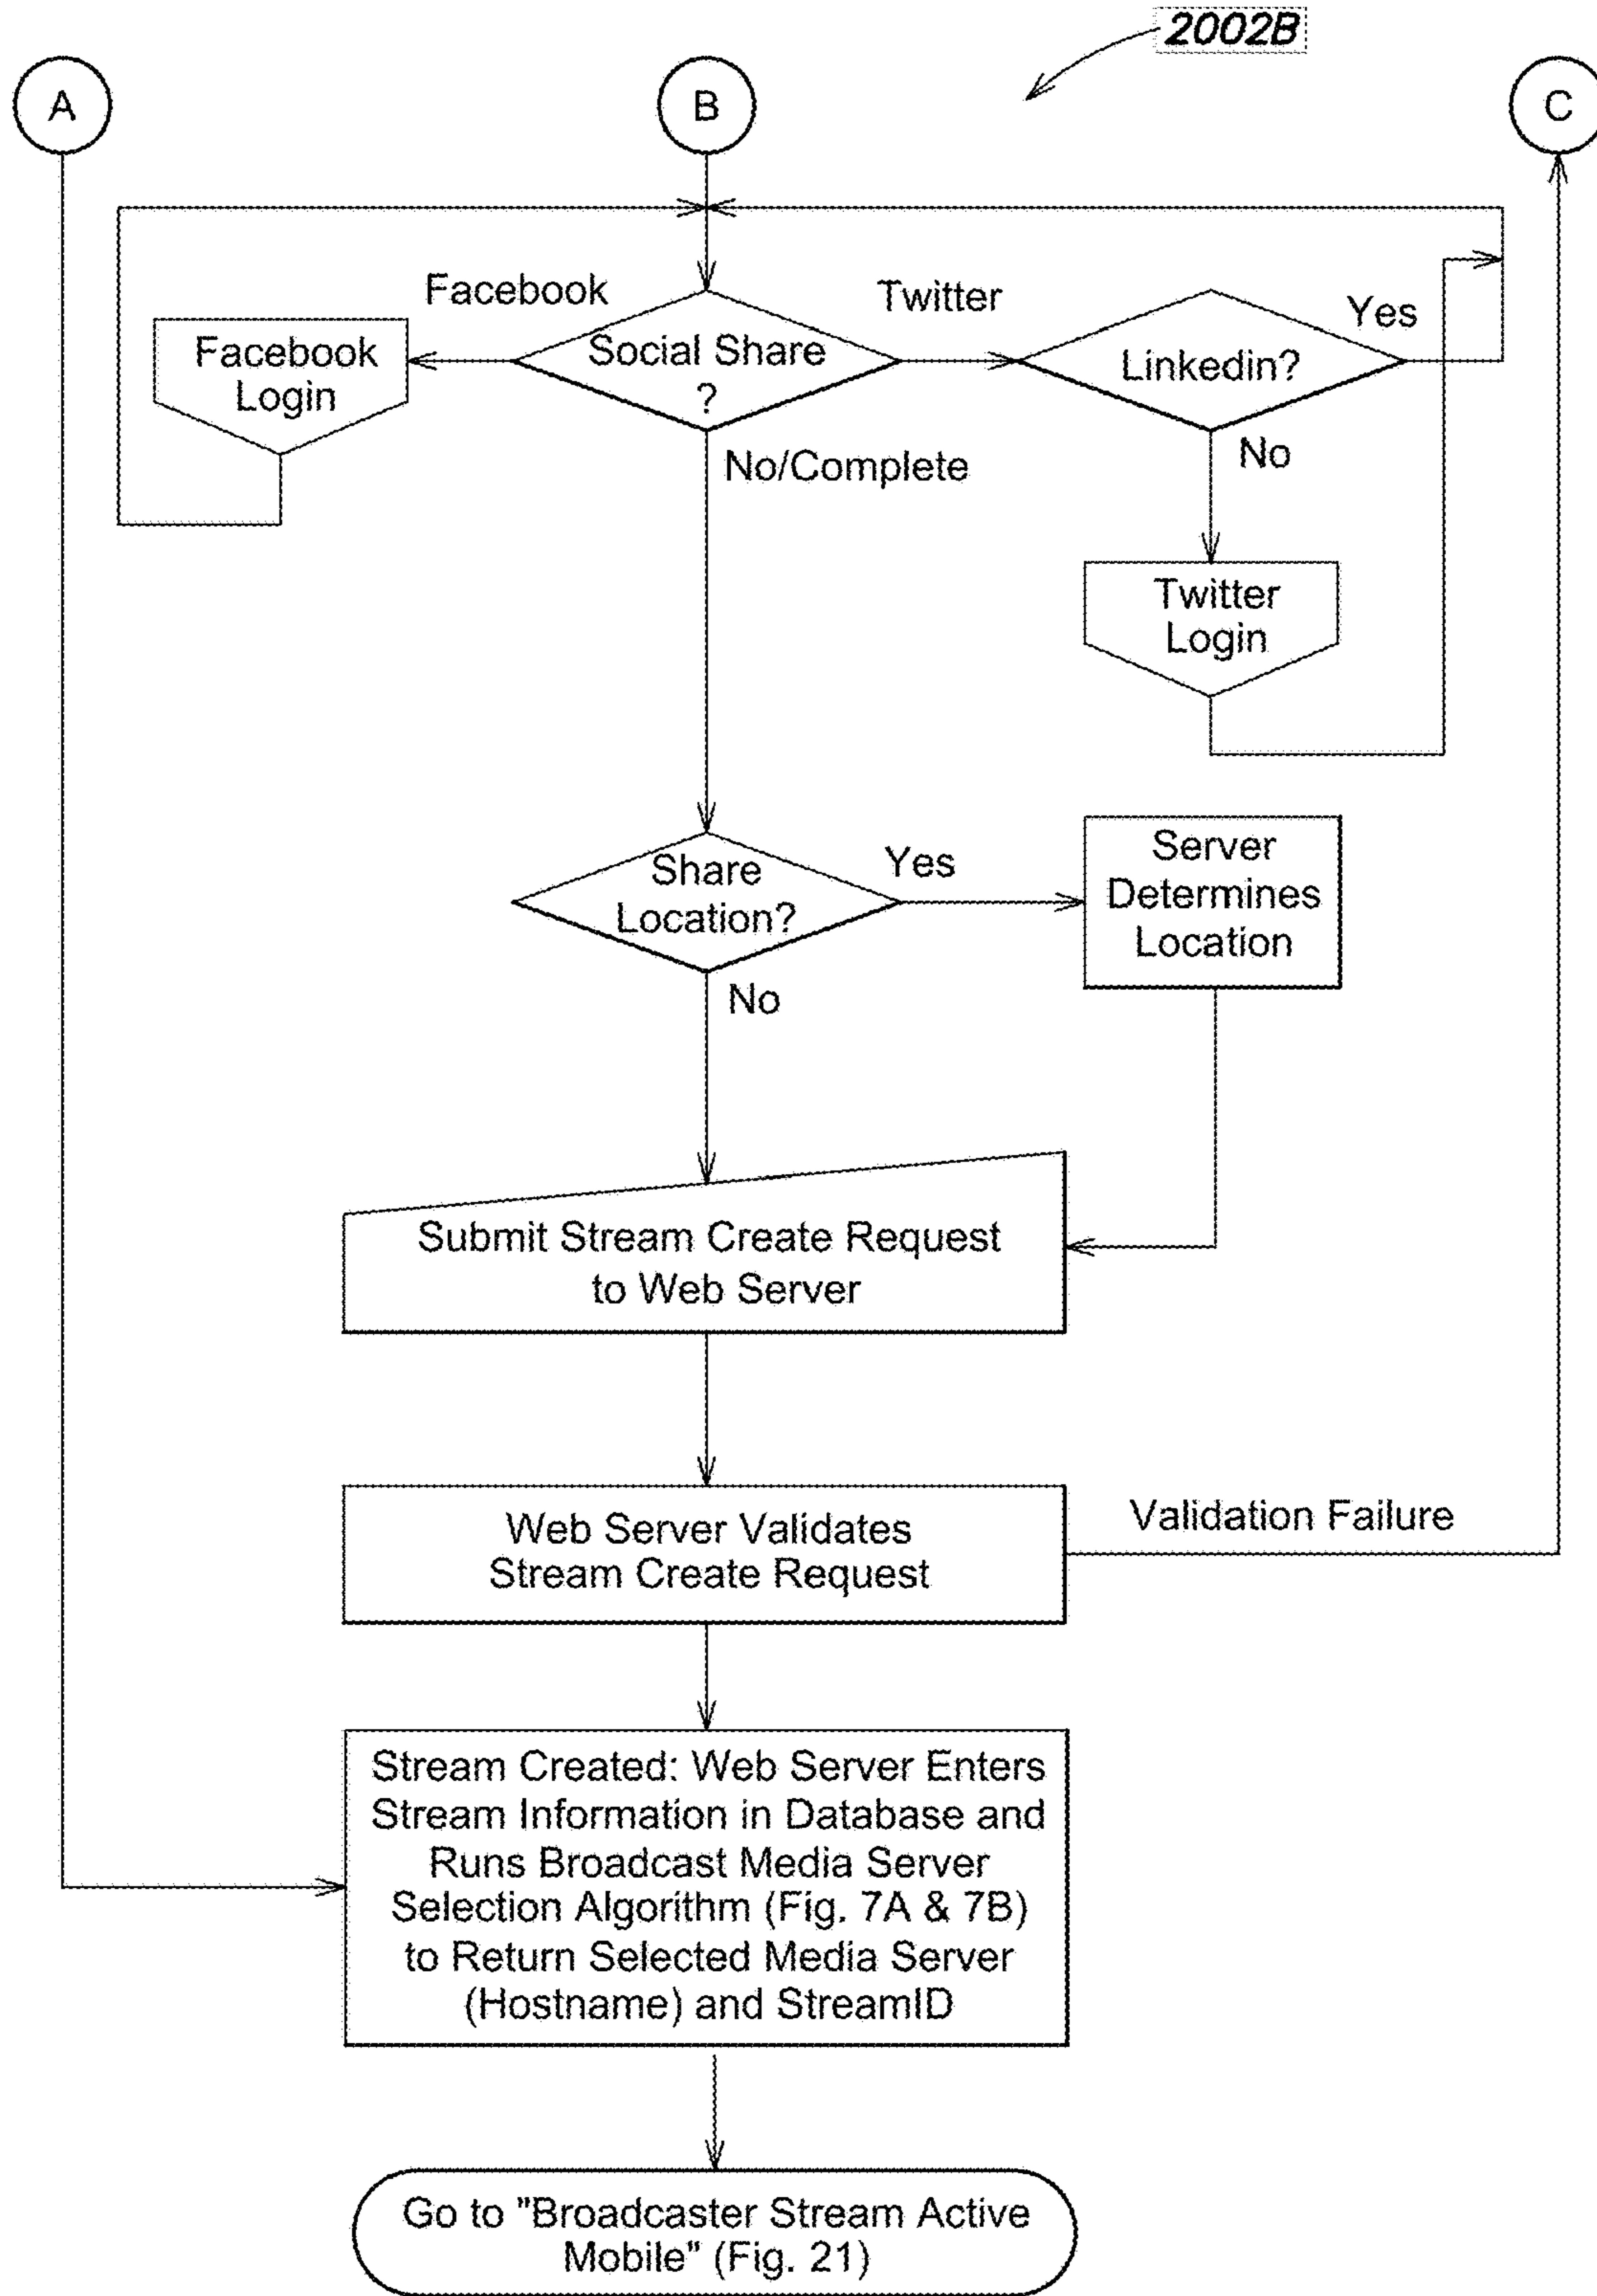 2002B
A
B
C
Facebook
Twitter
Yes
Facebook
Login
Social Share
?
Linkedin?
No/Complete
No
Twitter
Login
Share
Location?
Yes
Server
Determines
Location
No
Submit Stream Create Request
to Web Server
Web Server Validates
Stream Create Request
Validation Failure
Stream Created: Web Server Enters
Stream Information in Database and
Runs Broadcast Media Server
Selection Algorithm (Fig. 7A & 7B)
to Return Selected Media Server
(Hostname) and StreamID
Go to "Broadcaster Stream Active
Mobile" (Fig. 21)